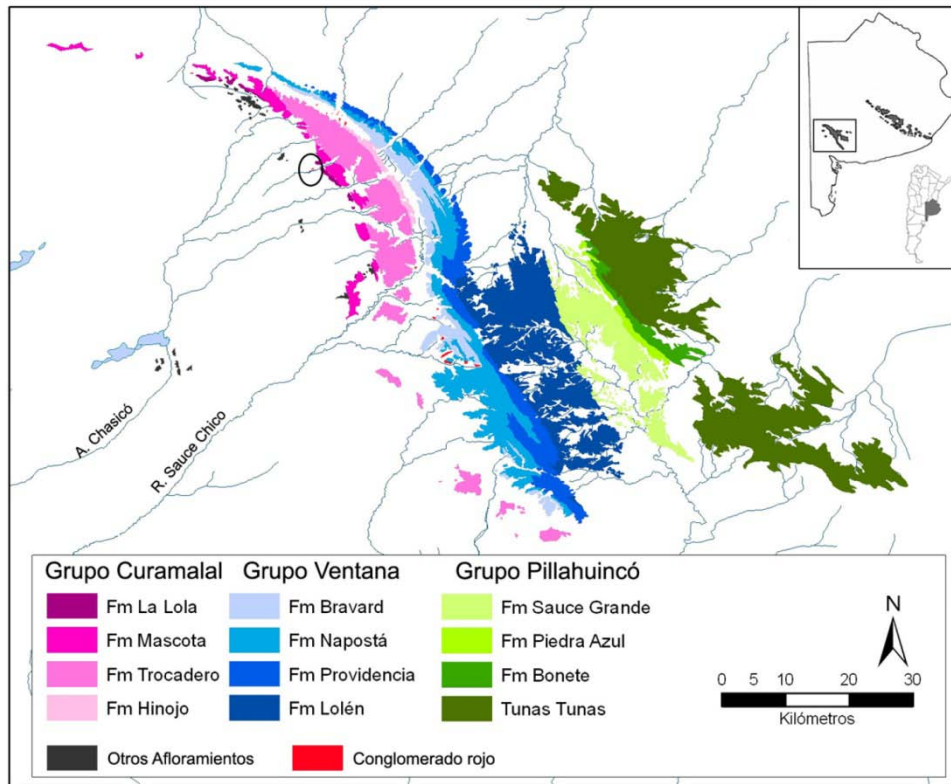 A. Chasicó
R. Sauce Chico
Grupo Curamalal
Fm La Lola
Fm Mascota
Fm Trocadero
Fm Hinojo
Grupo Ventana
Fm Bravard
Fm Napostá
Fm Providencia
Fm Lolén
Grupo Pillahuincó
Fm Sauce Grande
Fm Piedra Azul
Fm Bonete
Tunas Tunas
Otros Afloramientos
Conglomerado rojo
N
0 5 10 20 30
Kilómetros